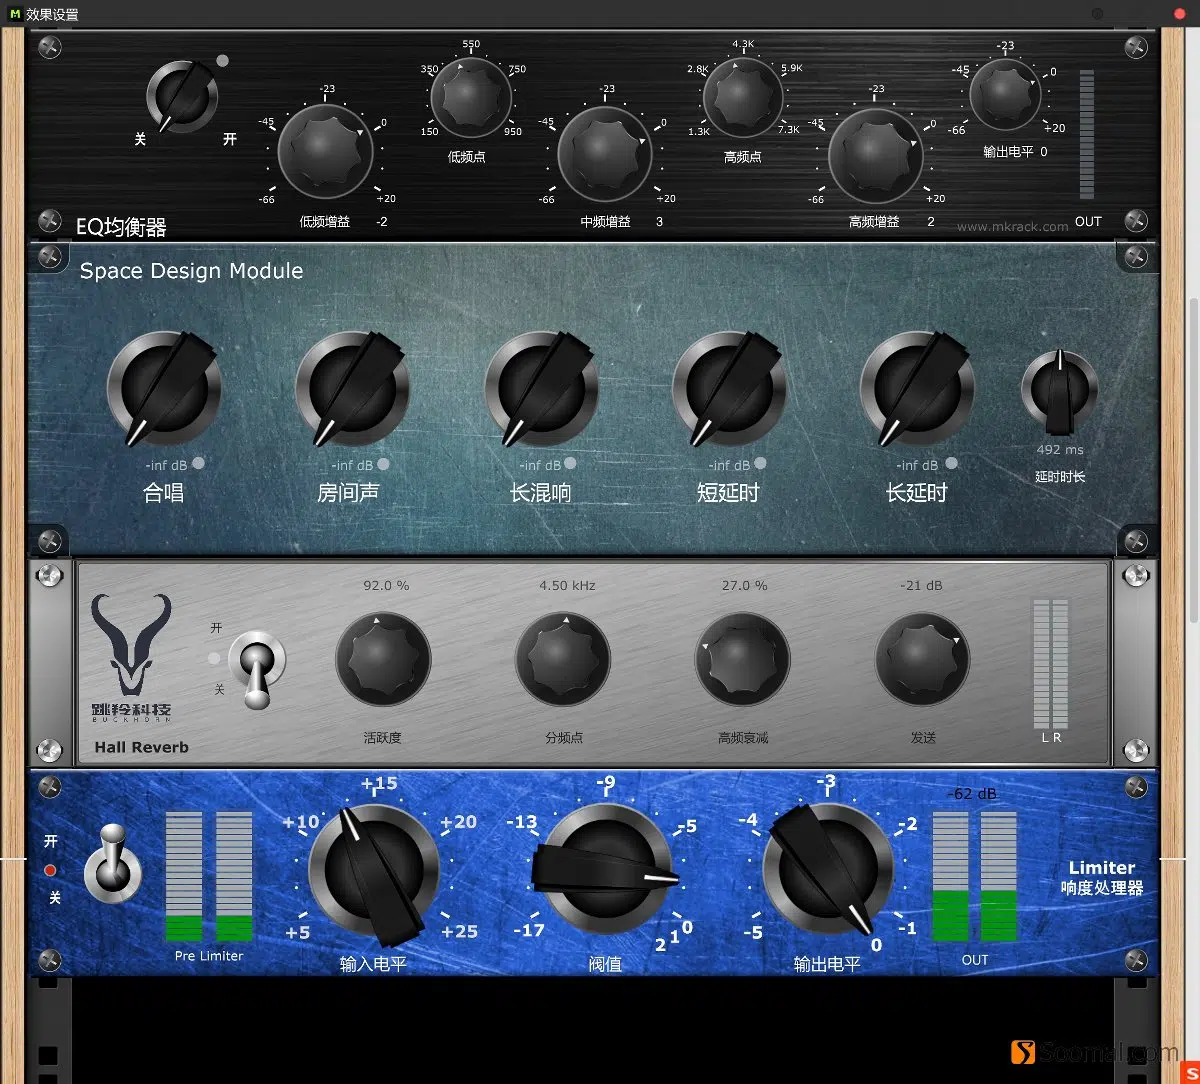 效果设置
550
4.3K
-23
350
750
2.8K
5.9K
-45
0
-23
-23
-23
关
开
-45
0
-45
0
-45
0
150
950
1.3K
7.3K
-66
+20
低频点
高频点
输出电平 0
-66
+20
-66
+20
-66
+20
EQ均衡器
低频增益 -2
中频增益 3
高频增益 2
www.mkrack.com
OUT
Space Design Module
-inf dB
-inf dB
-inf dB
-inf dB
-inf dB
492 ms
合唱
房间声
长混响
短延时
长延时
延时时长
92.0 %
4.50 kHz
27.0 %
-21 dB
开
关
跳羚科技
BUCKHORN
Hall Reverb
活跃度
分频点
高频衰减
发送
L R
+15
-9
-3
-62 dB
+10
+20
-13
-5
-4
-2
开
关
Limiter
响度处理器
+5
+25
-17
2
1
0
-5
0
-1
Pre Limiter
输入电平
阀值
输出电平
OUT
Soomal.com